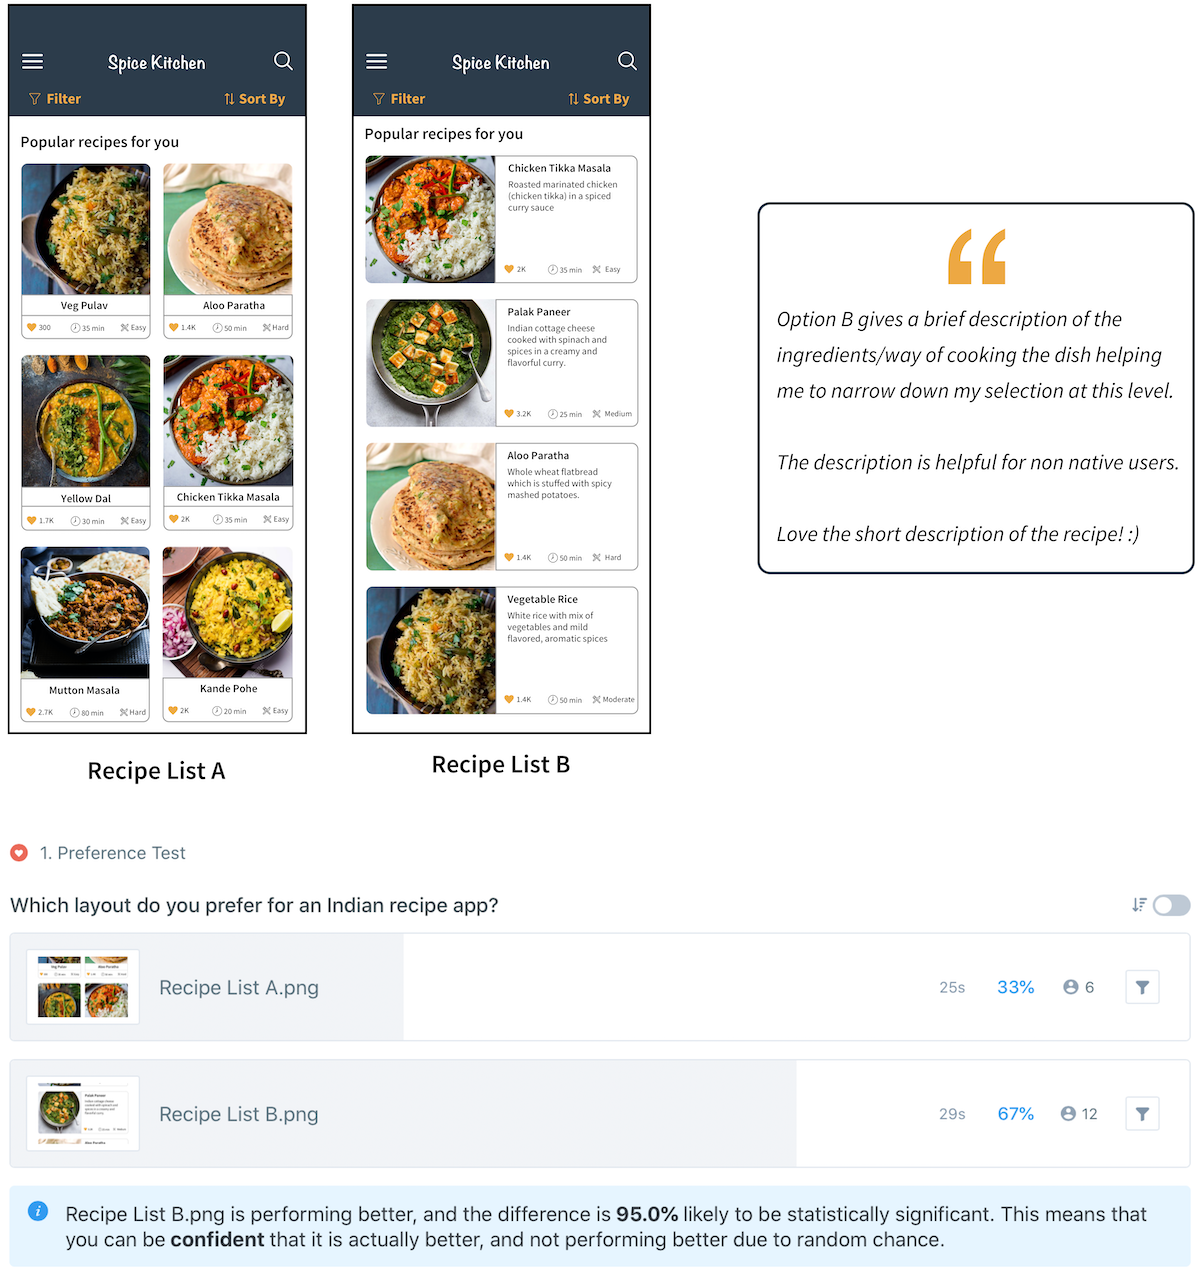 Spice Kitchen
Filter
Sort By
Popular recipes for you
Veg Pulav
300
35 min
Easy
Aloo Paratha
1.4K
50 min
Hard
Yellow Dal
1.7K
30 min
Easy
Chicken Tikka Masala
2K
35 min
Easy
Mutton Masala
2.7K
80 min
Hard
Kande Pohe
2K
20 min
Easy
Recipe List A
Spice Kitchen
Filter
Sort By
Popular recipes for you
Chicken Tikka Masala
Roasted marinated chicken
(chicken tikka) in a spiced
curry sauce
2K
35 min
Easy
Palak Paneer
Indian cottage cheese
cooked with spinach and
spices in a creamy and
flavorful curry.
3.2K
25 min
Medium
Aloo Paratha
Whole wheat flatbread
which is stuffed with spicy
mashed potatoes.
1.4K
50 min
Hard
Vegetable Rice
White rice with mix of
vegetables and mild
flavored, aromatic spices
1.4K
50 min
Moderate
Recipe List B
“
Option B gives a brief description of the
ingredients/way of cooking the dish helping
me to narrow down my selection at this level.
The description is helpful for non native users.
Love the short description of the recipe! :)
1. Preference Test
Which layout do you prefer for an Indian recipe app?
Recipe List A.png
25s
33%
6
Recipe List B.png
29s
67%
12
Recipe List B.png is performing better, and the difference is 95.0% likely to be statistically significant. This means that
you can be confident that it is actually better, and not performing better due to random chance.